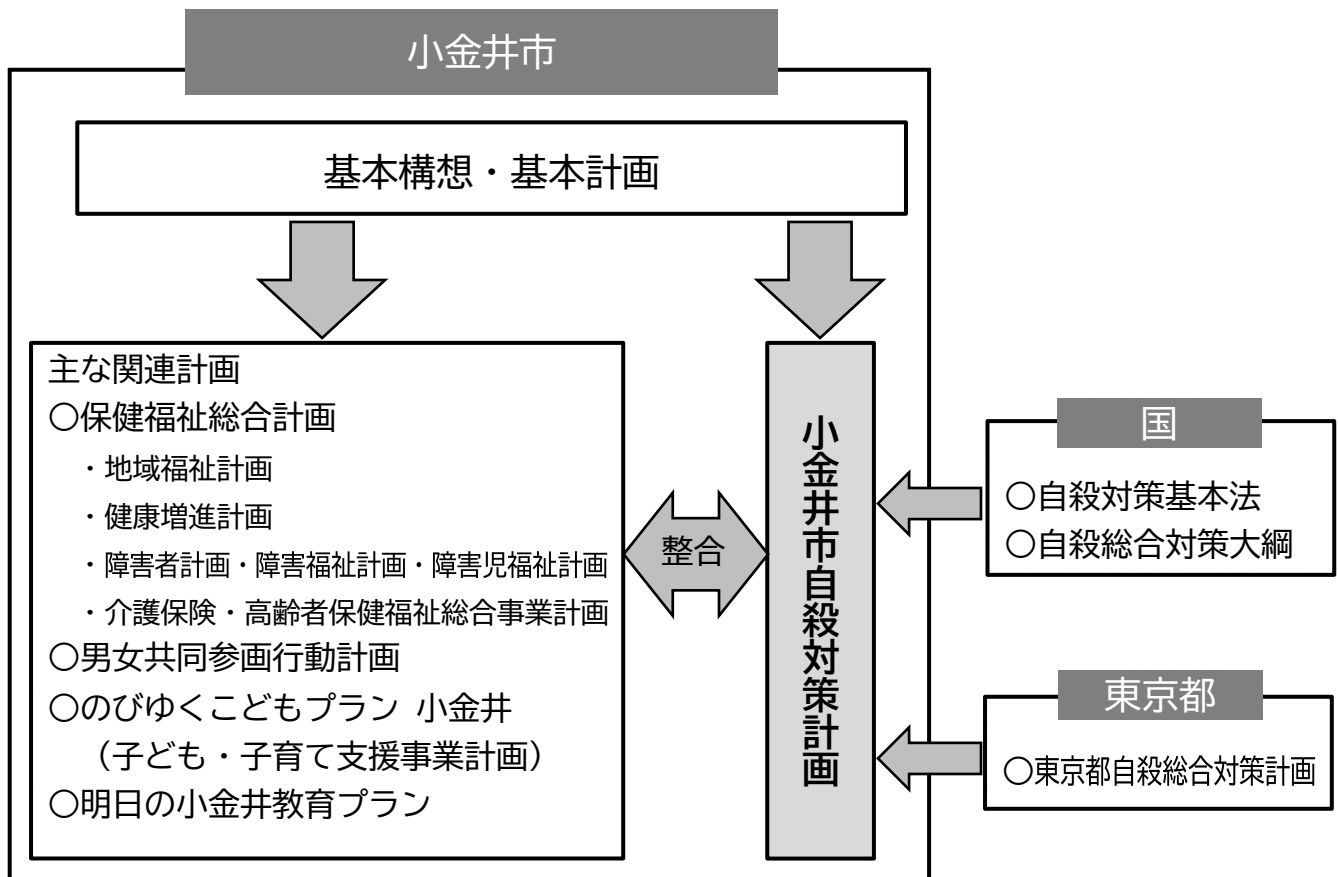 小金井市
基本構想・基本計画
主な関連計画
○保健福祉総合計画
・地域福祉計画
・健康増進計画
・障害者計画・障害福祉計画・障害児福祉計画
・介護保険・高齢者保健福祉総合事業計画
○男女共同参画行動計画
○のびゆくこどもプラン 小金井
（子ども・子育て支援事業計画）
○明日の小金井教育プラン
整合
小金井市自殺対策計画
国
○自殺対策基本法
○自殺総合対策大綱
東京都
○東京都自殺総合対策計画